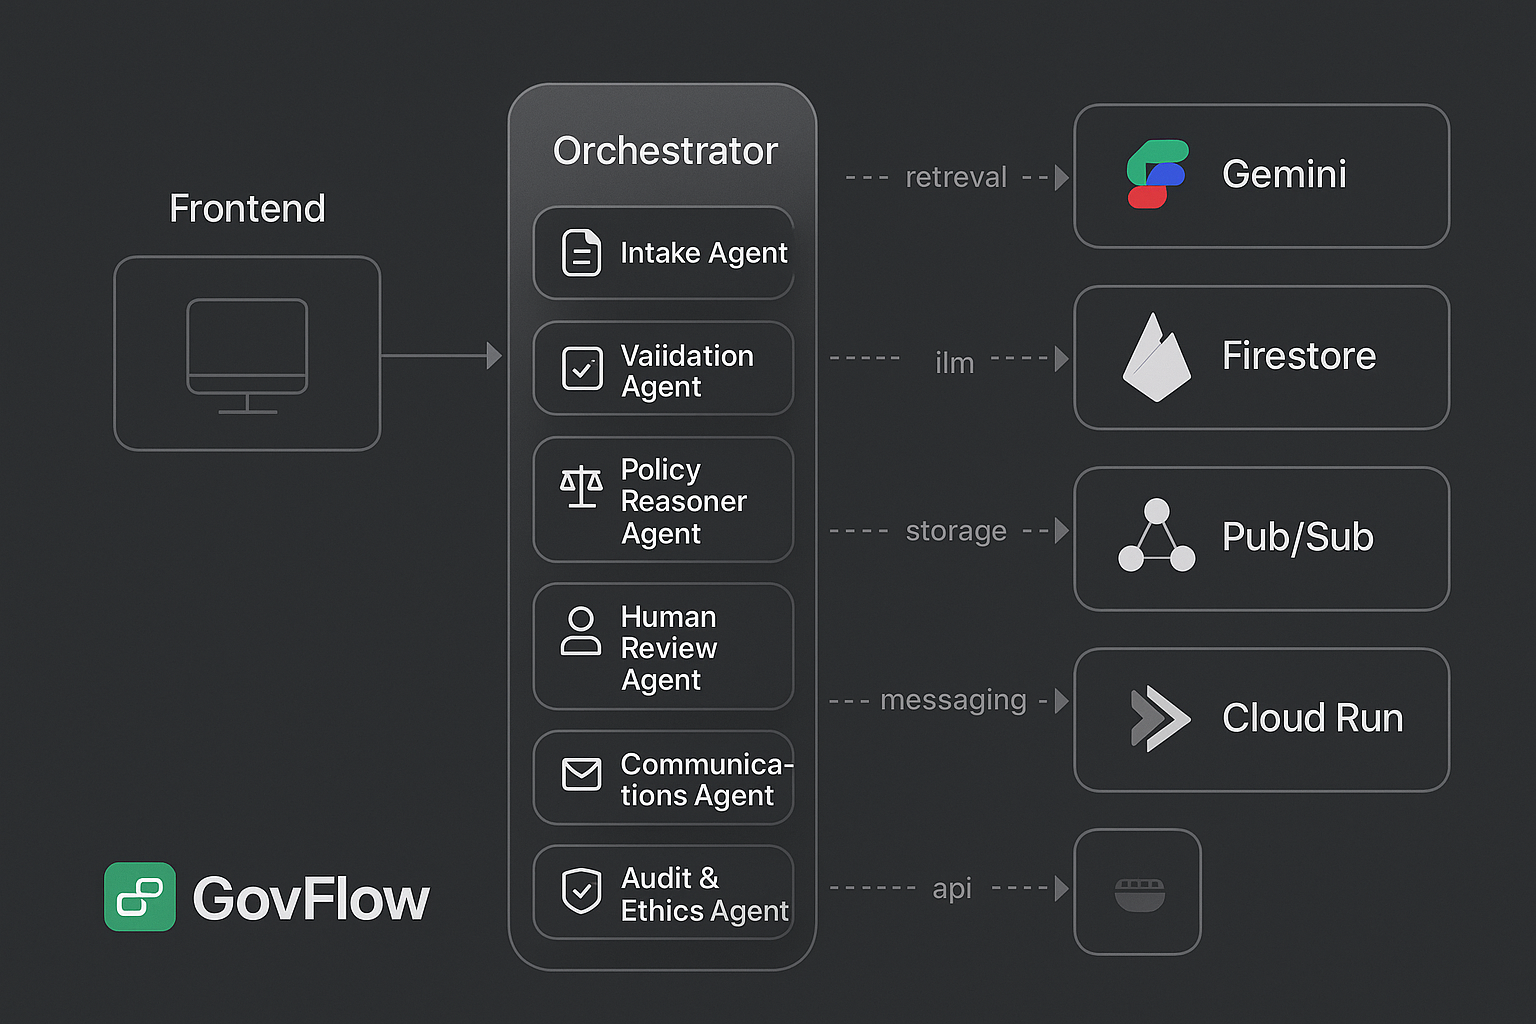 Frontend
Orchestrator
Intake Agent
Vaiidation
Agent
Policy
Reasoner
Agent
Human
Review
Agent
Communica-
tions Agent
Audit &
Ethics Agent
retreval
ilm
storage
messaging
api
Gemini
Firestore
Pub/Sub
Cloud Run
GovFlow